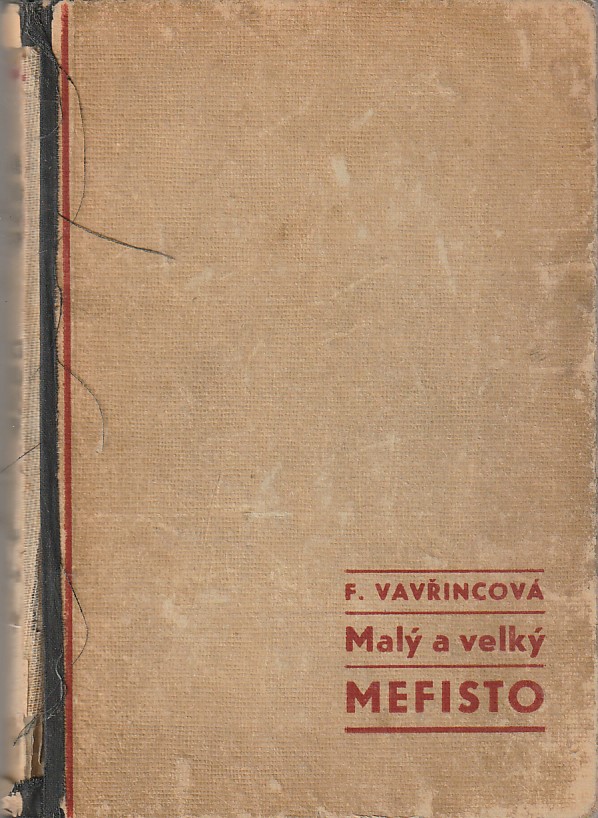 F. VAVŘINCOVÁ
Malý a velký
MEFISTO